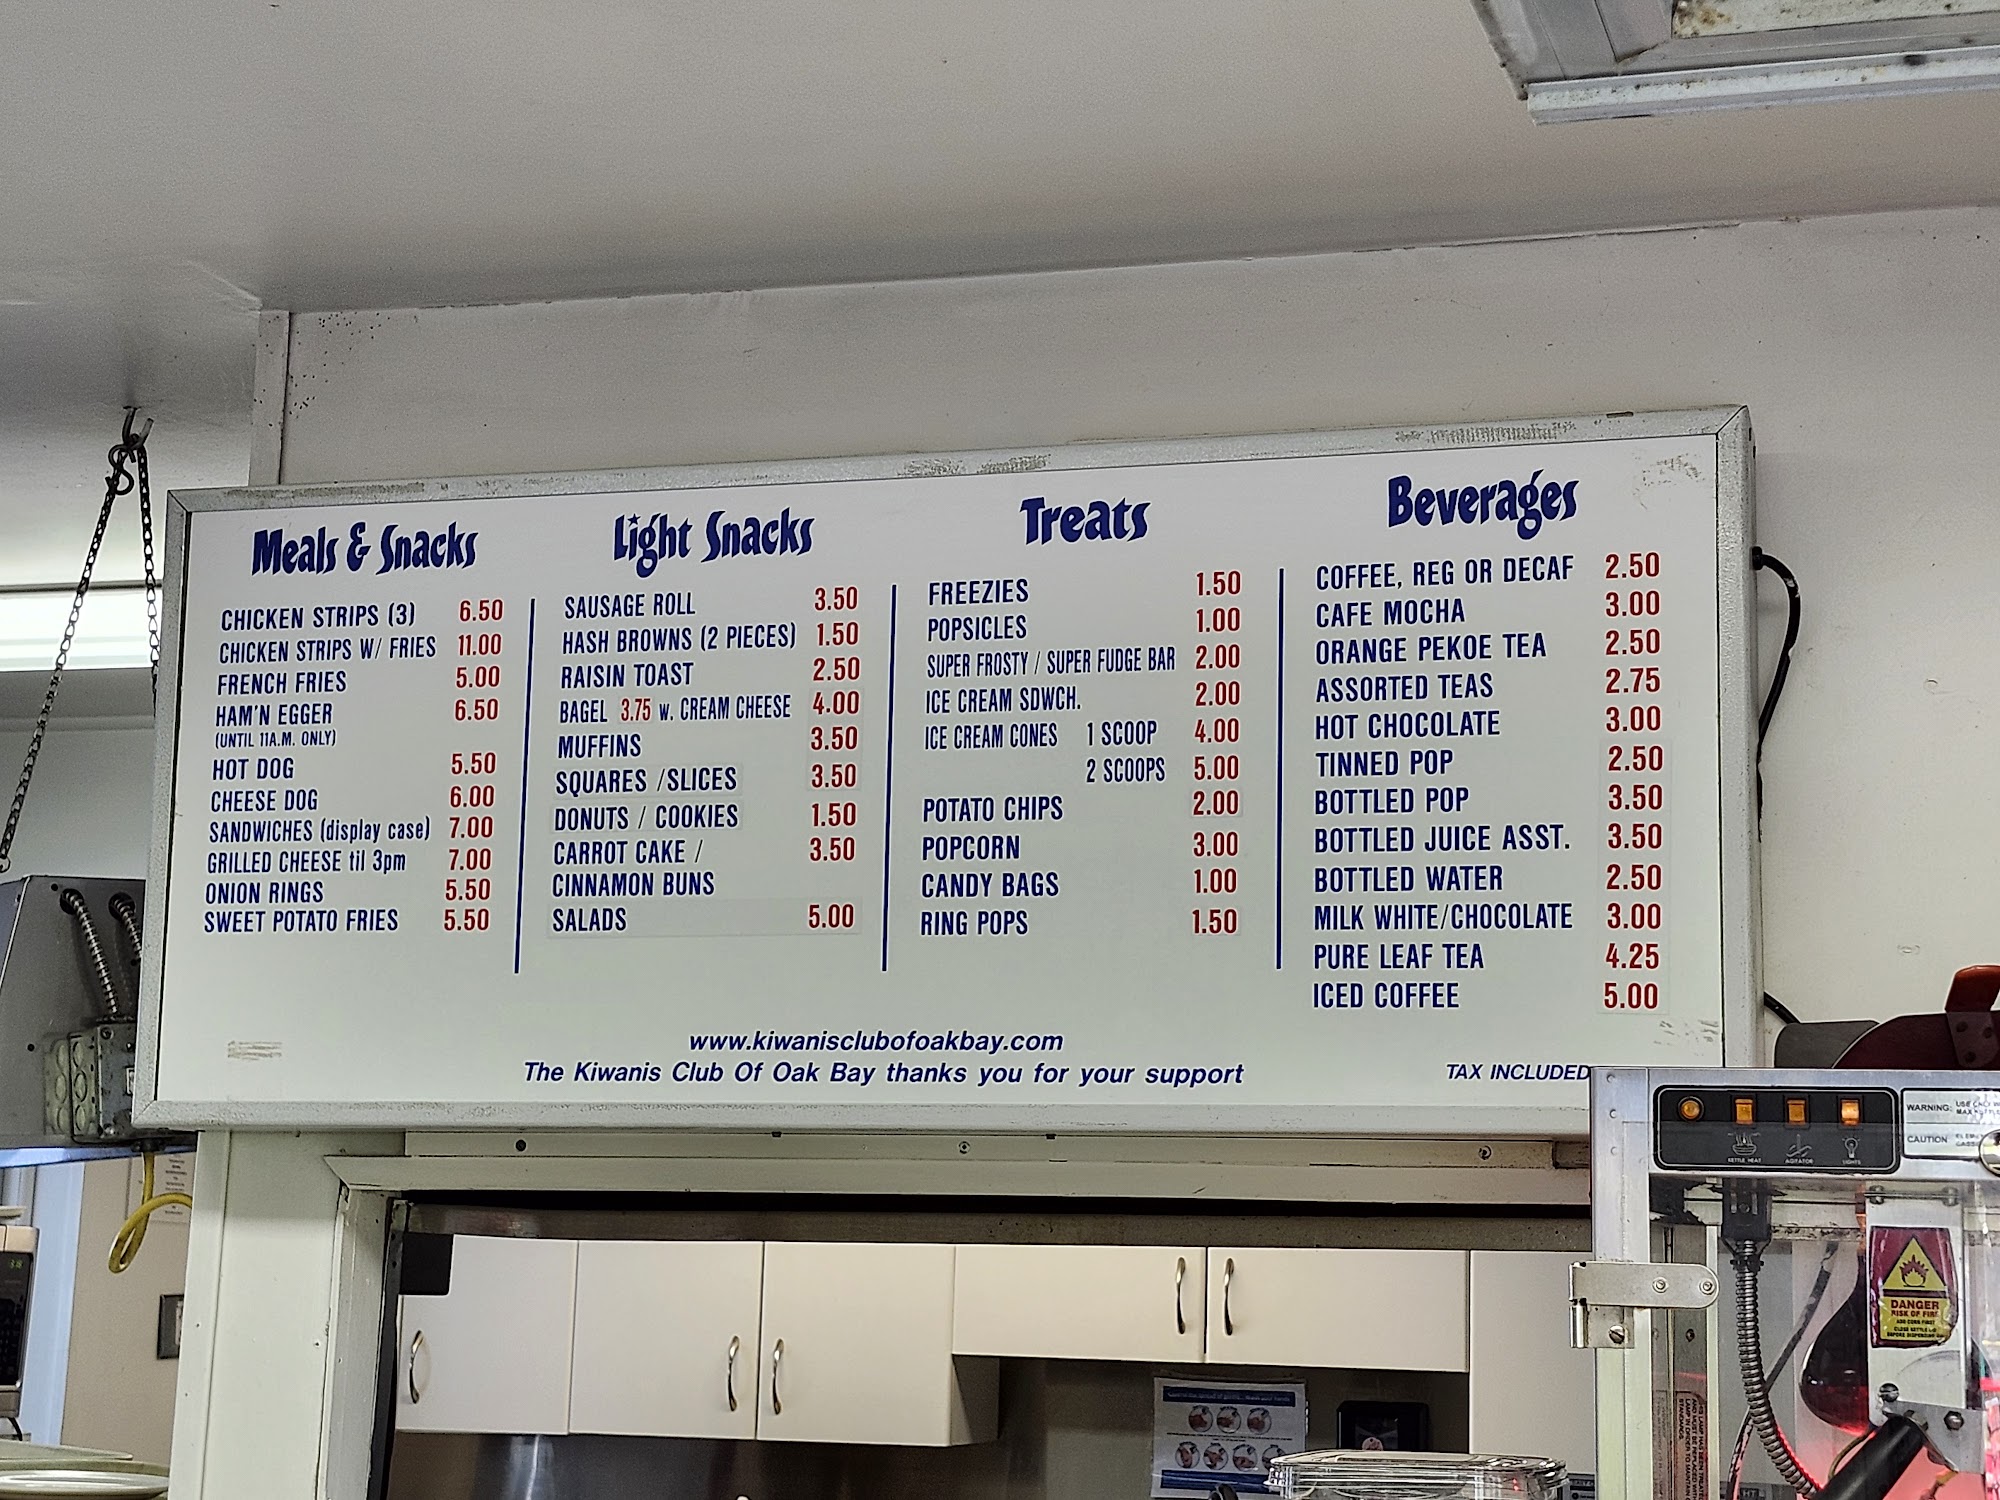 Meals & Snacks
CHICKEN STRIPS (3) 6.50
CHICKEN STRIPS W/ FRIES 11.00
FRENCH FRIES 5.00
HAM'N EGGER 6.50
(UNTIL 11A.M. ONLY)
HOT DOG 5.50
CHEESE DOG 6.00
SANDWICHES (display case) 7.00
GRILLED CHEESE til 3pm 7.00
ONION RINGS 5.50
SWEET POTATO FRIES 5.50
Light Snacks
SAUSAGE ROLL 3.50
HASH BROWNS (2 PIECES) 1.50
RAISIN TOAST 2.50
BAGEL 3.75 w. CREAM CHEESE 4.00
MUFFINS 3.50
SQUARES /SLICES 3.50
DONUTS / COOKIES 1.50
CARROT CAKE / 3.50
CINNAMON BUNS
SALADS 5.00
Treats
FREEZIES 1.50
POPSICLES 1.00
SUPER FROSTY / SUPER FUDGE BAR 2.00
ICE CREAM SDWCH. 2.00
ICE CREAM CONES 1 SCOOP 4.00
2 SCOOPS 5.00
POTATO CHIPS 2.00
POPCORN 3.00
CANDY BAGS 1.00
RING POPS 1.50
Beverages
COFFEE, REG OR DECAF 2.50
CAFE MOCHA 3.00
ORANGE PEKOE TEA 2.50
ASSORTED TEAS 2.75
HOT CHOCOLATE 3.00
TINNED POP 2.50
BOTTLED POP 3.50
BOTTLED JUICE ASST. 3.50
BOTTLED WATER 2.50
MILK WHITE/CHOCOLATE 3.00
PURE LEAF TEA 4.25
ICED COFFEE 5.00
www.kiwanisclubofoakbay.com
The Kiwanis Club Of Oak Bay thanks you for your support
TAX INCLUDED
WARNING:
CAUTION
KETTLE HEAT AGITATOR LIGHTS
DANGER
RISK OF FIRE